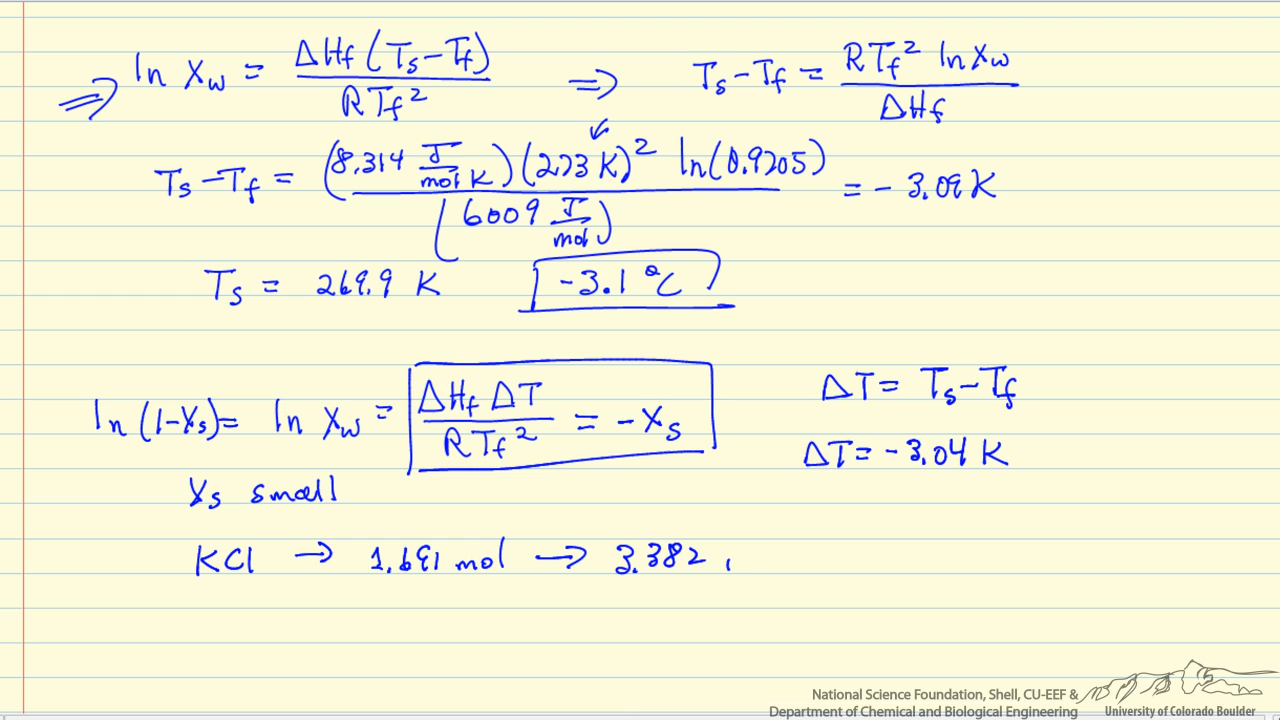 ⇒ ln Xw = ΔHf (Ts-Tf) / RTf² ⇒ Ts-Tf = RTf² ln Xw / ΔHf
Ts-Tf = (8.314 J/mol K)(273 K)² ln(0.9705) / (6009 J/mol) = -3.09 K
Ts = 269.9 K -3.1 °C
ΔT = Ts-Tf
ln (1-Xs) = ln Xw = ΔHf ΔT / RTf² = -Xs
ΔT = -3.04 K
Xs small
KCl → 1.691 mol → 3.382
National Science Foundation, Shell, CU-EEF &
Department of Chemical and Biological Engineering
University of Colorado Boulder